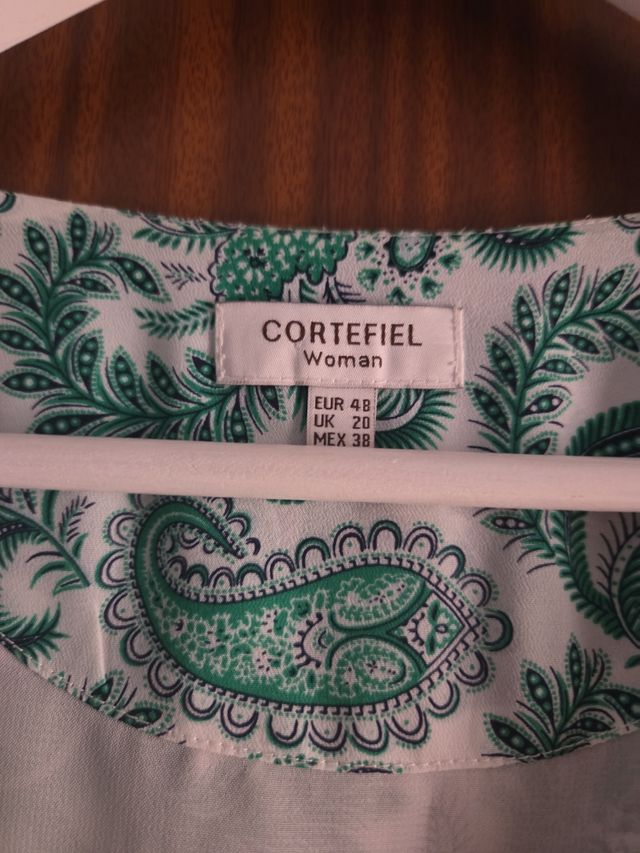 CORTEFIEL
Woman
EUR 48
UK 20
MEX 38